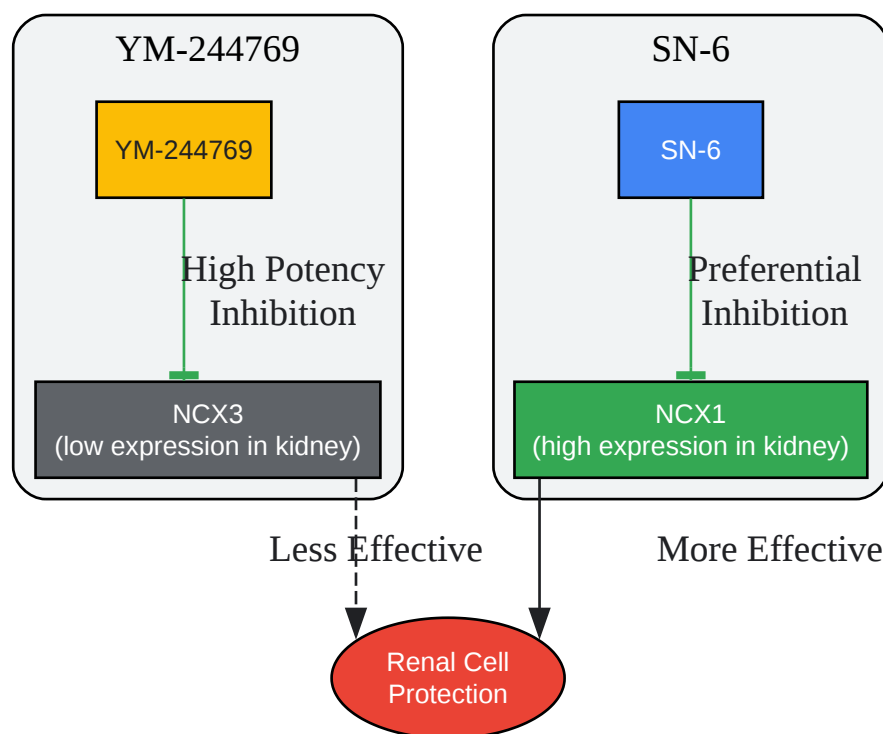 YM-244769
YM-244769
High Potency
Inhibition
NCX3
(low expression in kidney)
Less Effective
SN-6
SN-6
Preferential
Inhibition
NCX1
(high expression in kidney)
More Effective
Renal Cell
Protection